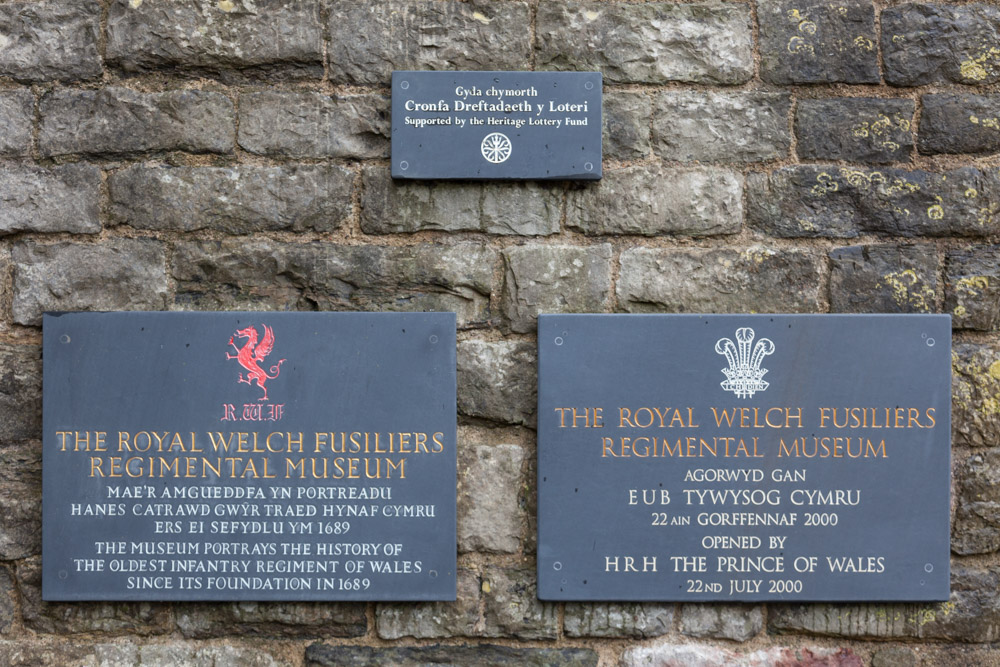 Gyda chymorth
Cronfa Dreftadaeth y Loteri
Supported by the Heritage Lottery Fund
R.W.F
THE ROYAL WELCH FUSILIERS
REGIMENTAL MUSEUM
MAE'R AMGUEDDFA YN PORTREADU
HANES CATRAWD GWŶR TRAED HYNAF CYMRU
ERS EI SEFYDLU YM 1689
THE MUSEUM PORTRAYS THE HISTORY OF
THE OLDEST INFANTRY REGIMENT OF WALES
SINCE ITS FOUNDATION IN 1689
ICH DIEN
THE ROYAL WELCH FUSILIERS
REGIMENTAL MUSEUM
AGORWYD GAN
EUB TYWYSOG CYMRU
22AIN GORFFENNAF 2000
OPENED BY
HRH THE PRINCE OF WALES
22ND JULY 2000